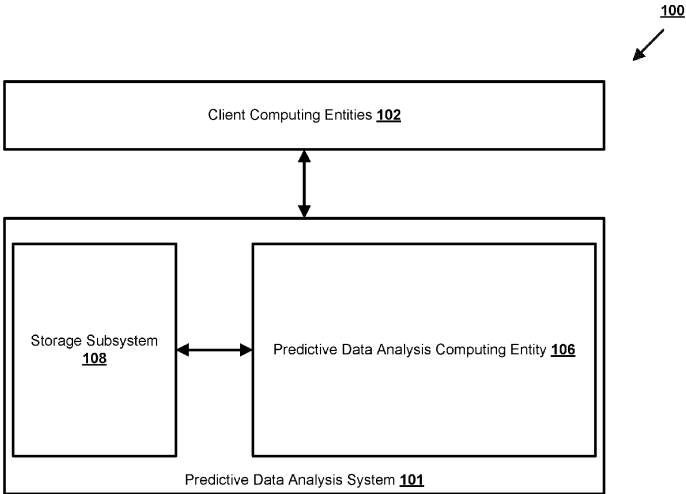 100
Client Computing Entities 102
Storage Subsystem
108
Predictive Data Analysis Computing Entity 106
Predictive Data Analysis System 101